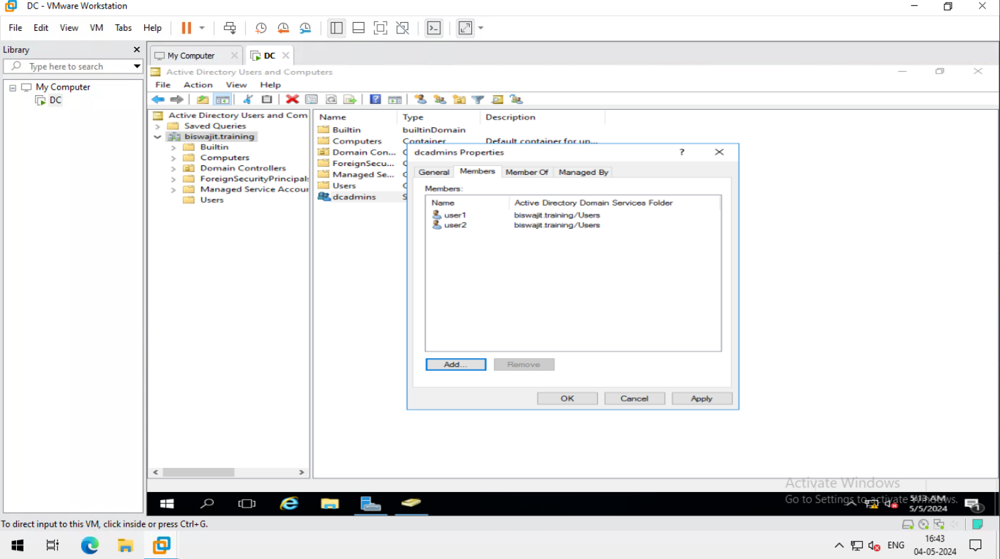 DC - VMware Workstation
File Edit View VM Tabs Help
Library
Type here to search
My Computer
DC
My Computer
DC
Active Directory Users and Computers
File Action View Help
Active Directory Users and Com
Saved Queries
biswajit.training
Builtin
Computers
Domain Controllers
ForeignSecurityPrincipals
Managed Service Accour
Users
Name Type Description
Builtin builtinDomain
Computers Container Default container for up...
Domain Con...
ForeignSecu...
Managed Se...
Users
dcadmins S
dcadmins Properties ?
General Members Member Of Managed By
Members:
Name Active Directory Domain Services Folder
user1 biswajit.training/Users
user2 biswajit.training/Users
Add... Remove
OK Cancel Apply
Activate Windows
Go to Settings to activate Windows.
5:13 AM
5/5/2024
1
To direct input to this VM, click inside or press Ctrl+G.
ENG
16:43
04-05-2024